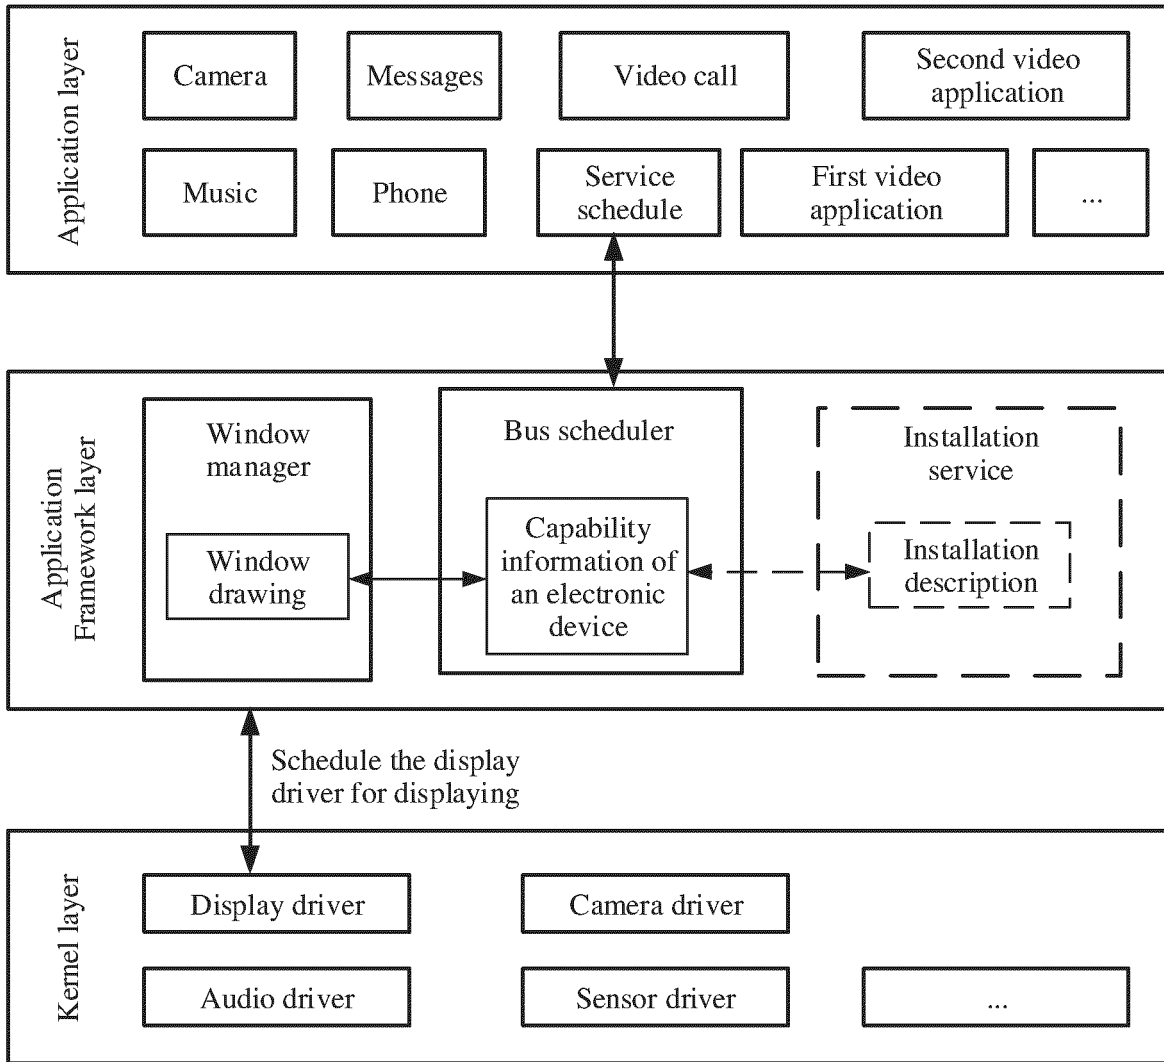 Application layer
Camera
Messages
Video call
Second video
application
Music
Phone
Service
schedule
First video
application
...
Application
Framework layer
Window
manager
Window
drawing
Bus scheduler
Capability
information of
an electronic
device
Installation
service
Installation
description
Schedule the display
driver for displaying
Kernel layer
Display driver
Camera driver
Audio driver
Sensor driver
...